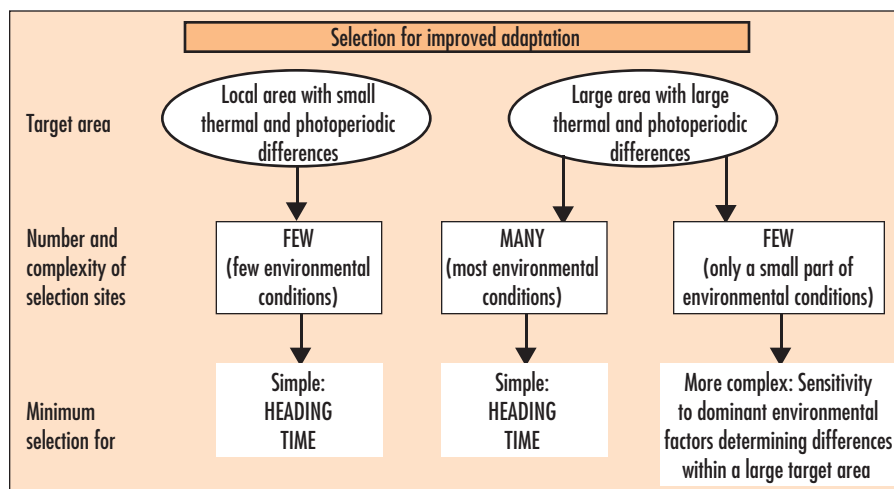 Selection for improved adaptation
Target area
Local area with small
thermal and photoperiodic
differences
Large area with large
thermal and photoperiodic
differences
Number and
complexity of
selection sites
FEW
(few environmental
conditions)
MANY
(most environmental
conditions)
FEW
(only a small part of
environmental conditions)
Minimum
selection for
Simple:
HEADING
TIME
Simple:
HEADING
TIME
More complex: Sensitivity
to dominant environmental
factors determining differences
within a large target area